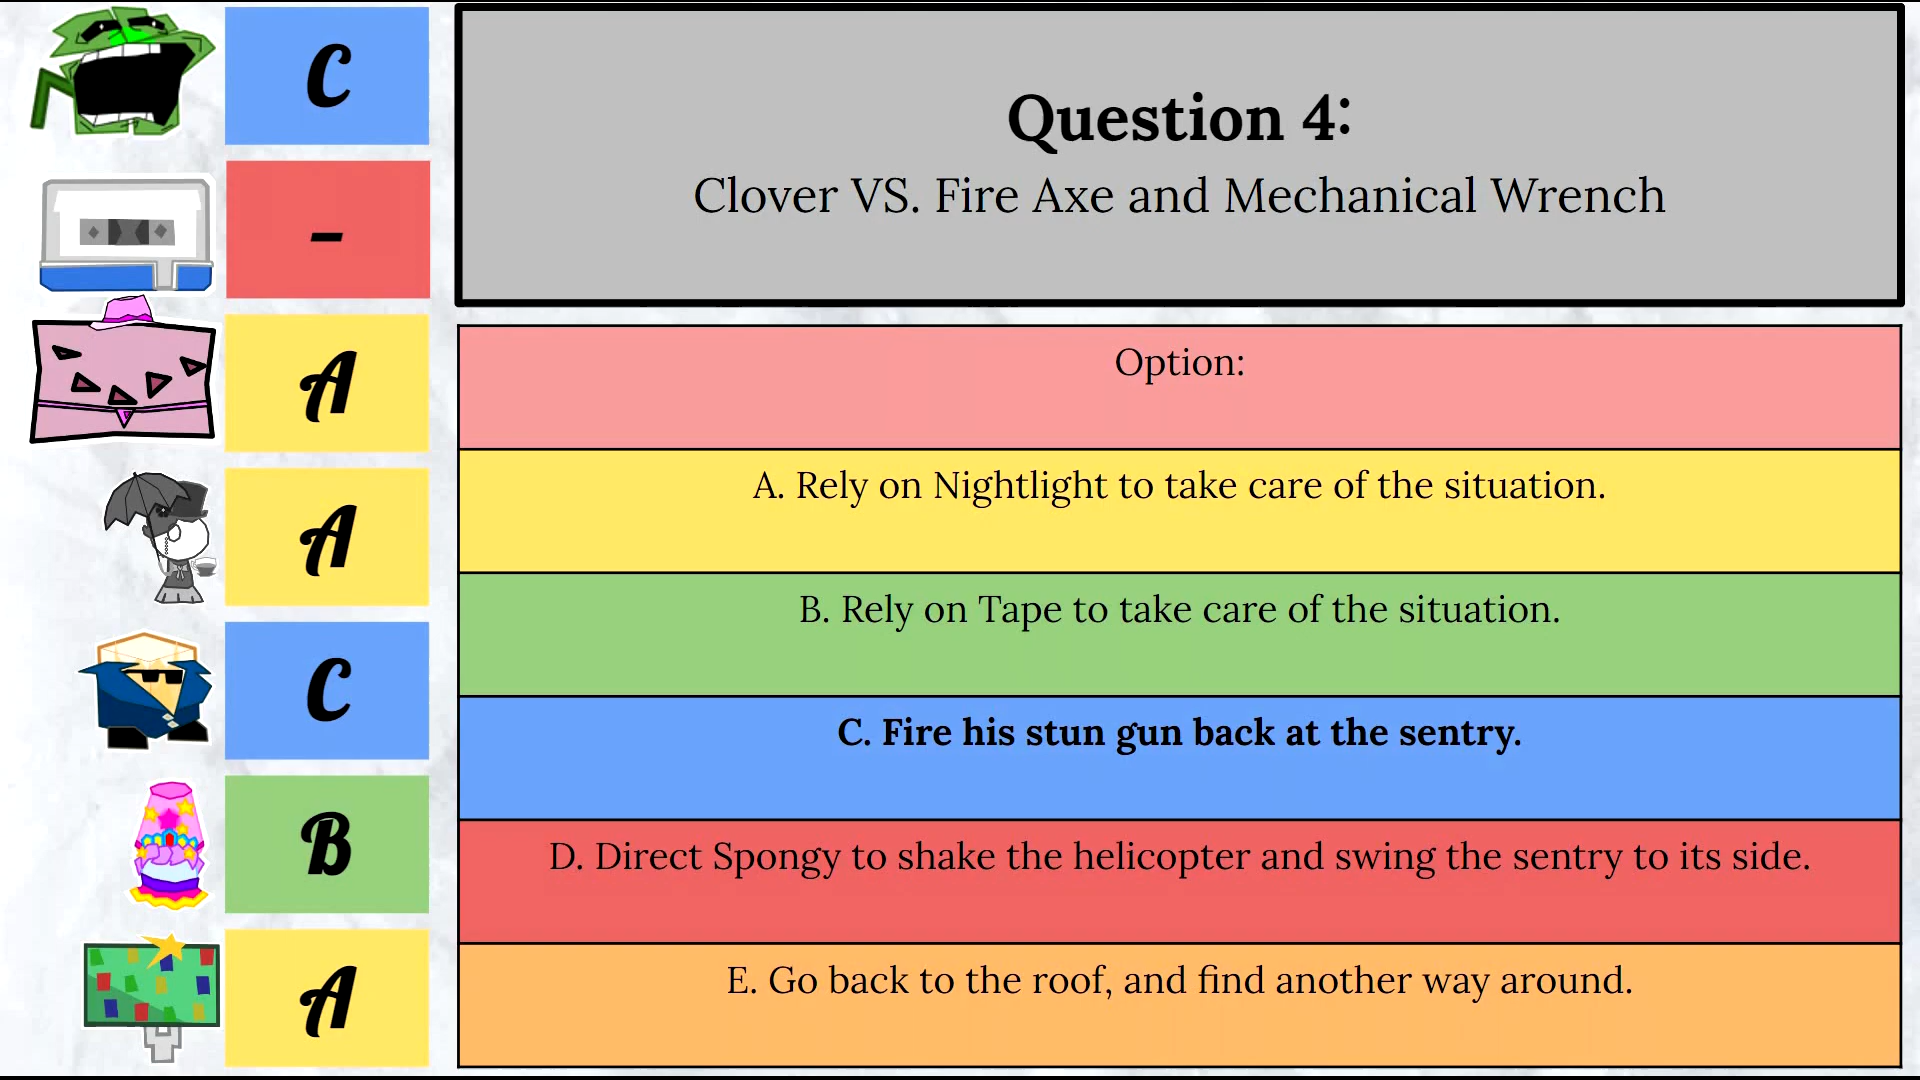 C
-
A
A
C
B
A
Question 4:
Clover VS. Fire Axe and Mechanical Wrench
Option:
A. Rely on Nightlight to take care of the situation.
B. Rely on Tape to take care of the situation.
C. Fire his stun gun back at the sentry.
D. Direct Spongy to shake the helicopter and swing the sentry to its side.
E. Go back to the roof, and find another way around.